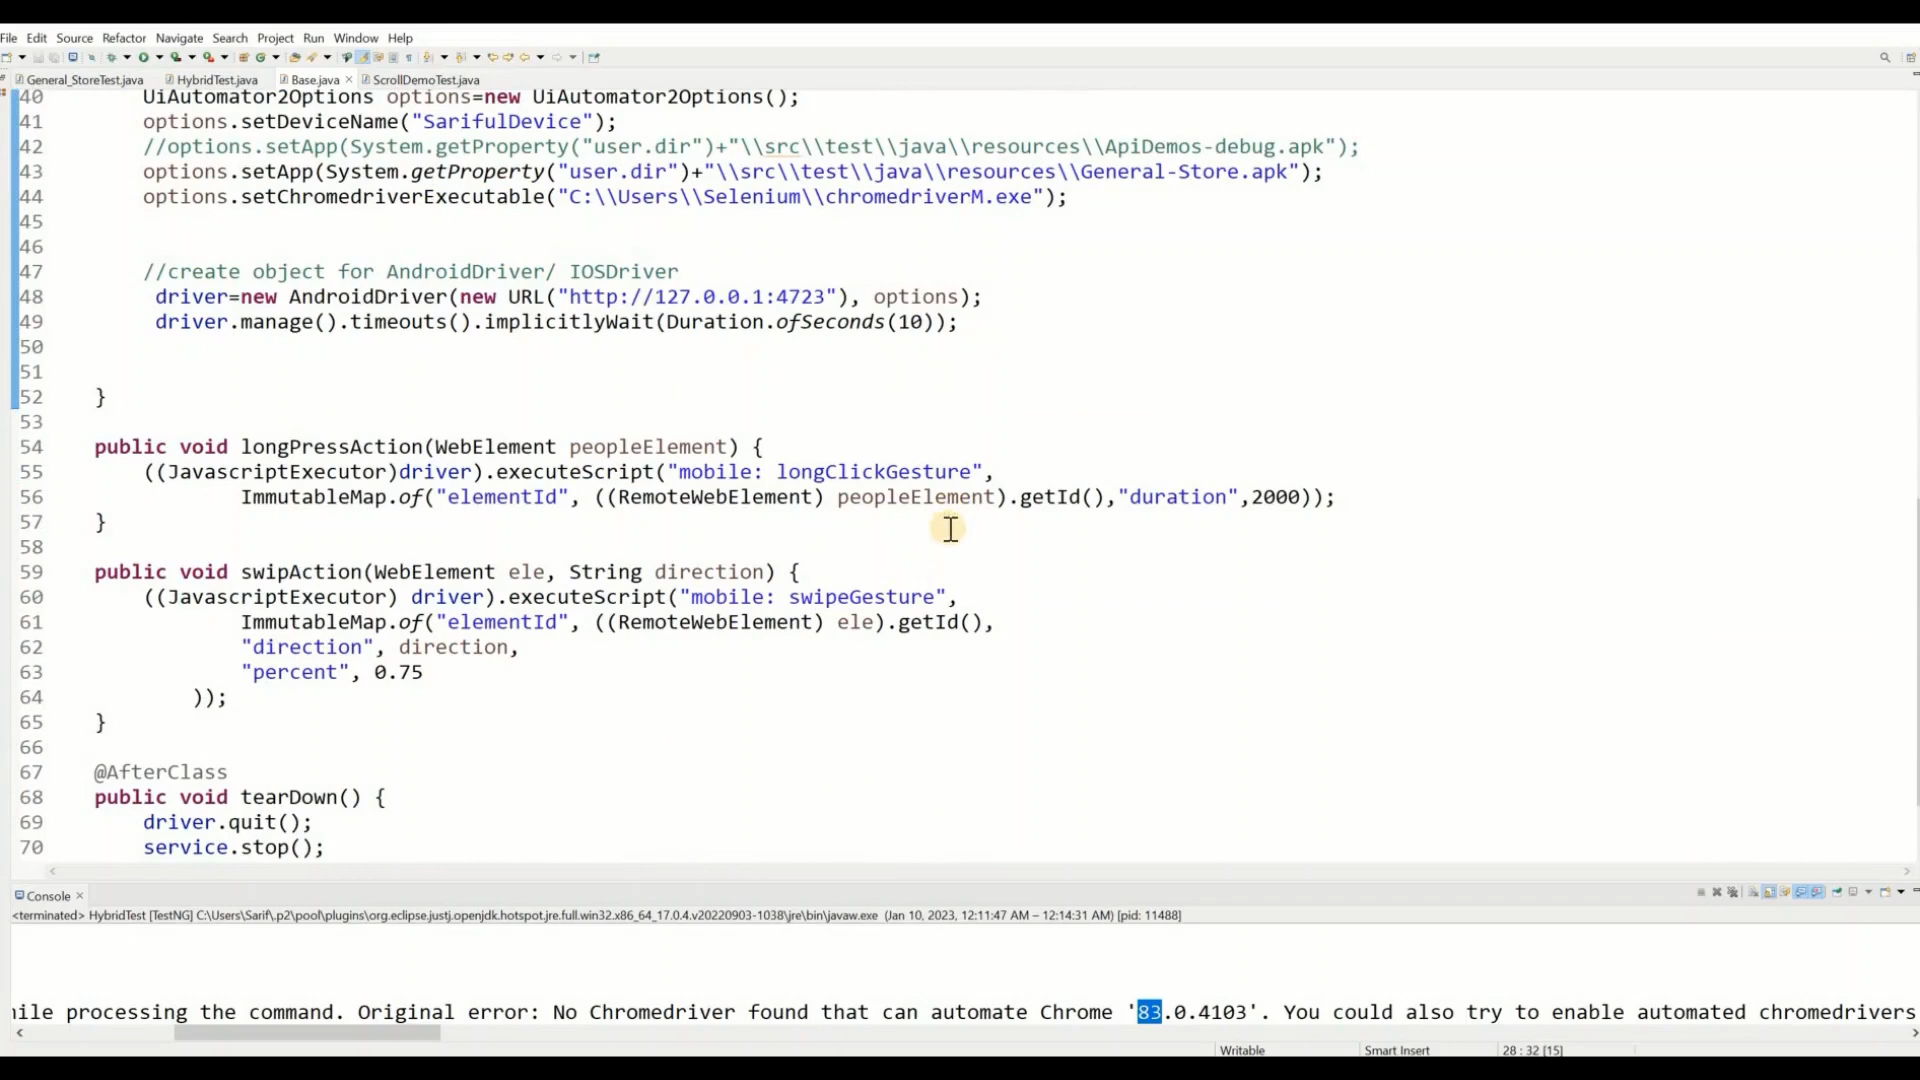 File Edit Source Refactor Navigate Search Project Run Window Help
General_StoreTest.java HybridTest.java Base.java ScrollDemoTest.java
40 UiAutomator2Options options=new UiAutomator2Options();
41 options.setDeviceName("SarifulDevice");
42 //options.setApp(System.getProperty("user.dir")+"\\src\\test\\java\\resources\\ApiDemos-debug.apk");
43 options.setApp(System.getProperty("user.dir")+"\\src\\test\\java\\resources\\General-Store.apk");
44 options.setChromedriverExecutable("C:\\Users\\Selenium\\chromedriverM.exe");
45
46
47 //create object for AndroidDriver/ IOSDriver
48 driver=new AndroidDriver(new URL("http://127.0.0.1:4723"), options);
49 driver.manage().timeouts().implicitlyWait(Duration.ofSeconds(10));
50
51
52 }
53
54 public void longPressAction(WebElement peopleElement) {
55 ((JavascriptExecutor)driver).executeScript("mobile: longClickGesture",
56 ImmutableMap.of("elementId", ((RemoteWebElement) peopleElement).getId(),"duration",2000));
57 }
58
59 public void swipAction(WebElement ele, String direction) {
60 ((JavascriptExecutor) driver).executeScript("mobile: swipeGesture",
61 ImmutableMap.of("elementId", ((RemoteWebElement) ele).getId(),
62 "direction", direction,
63 "percent", 0.75
64 ));
65 }
66
67 @AfterClass
68 public void tearDown() {
69 driver.quit();
70 service.stop();
Console
<terminated> HybridTest [TestNG] C:\Users\Sarif\.p2\pool\plugins\org.eclipse.justj.openjdk.hotspot.jre.full.win32.x86_64_17.0.4.v20220903-1038\jre\bin\javaw.exe (Jan 10, 2023, 12:11:47 AM – 12:14:31 AM) [pid: 11488]
ile processing the command. Original error: No Chromedriver found that can automate Chrome '83.0.4103'. You could also try to enable automated chromedrivers
Writable Smart Insert 28 : 32 [15]